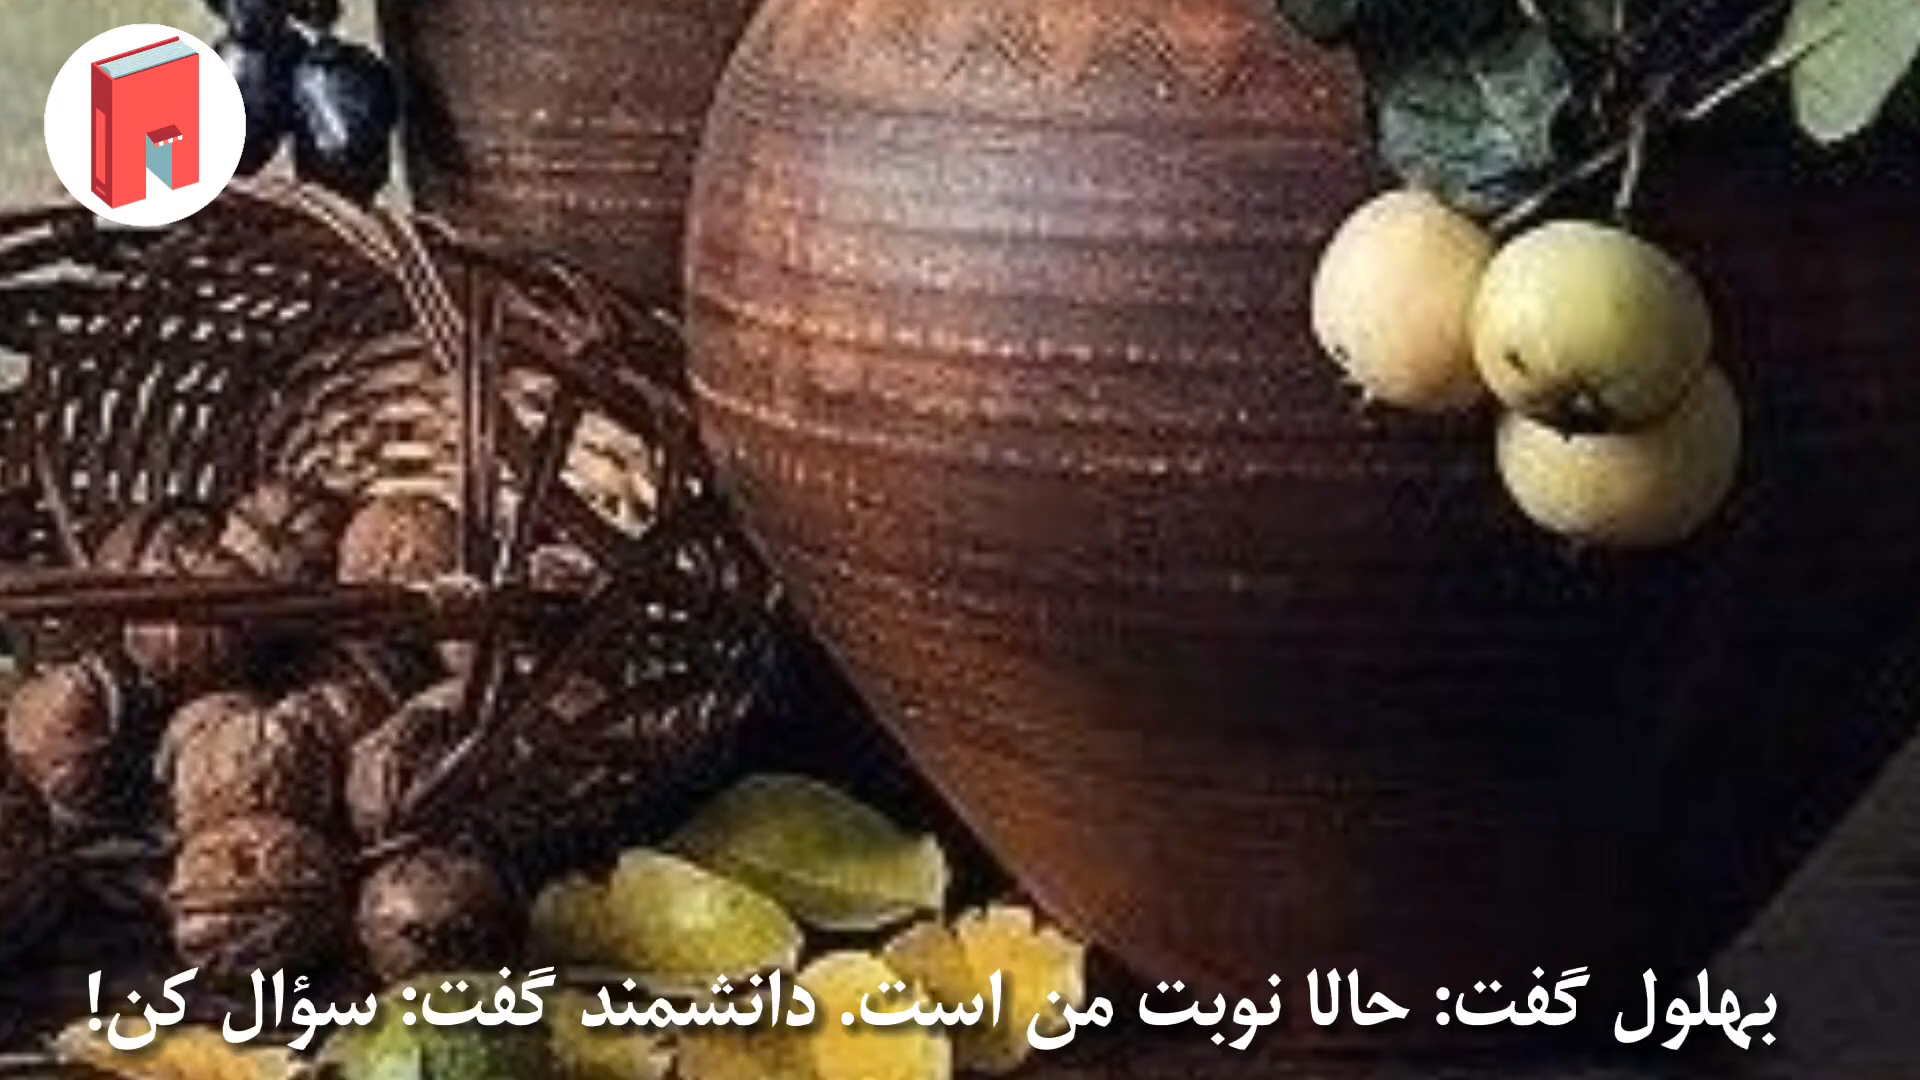 بهلول گفت: حالا نوبت من است. دانشمند گفت: سؤال کن!